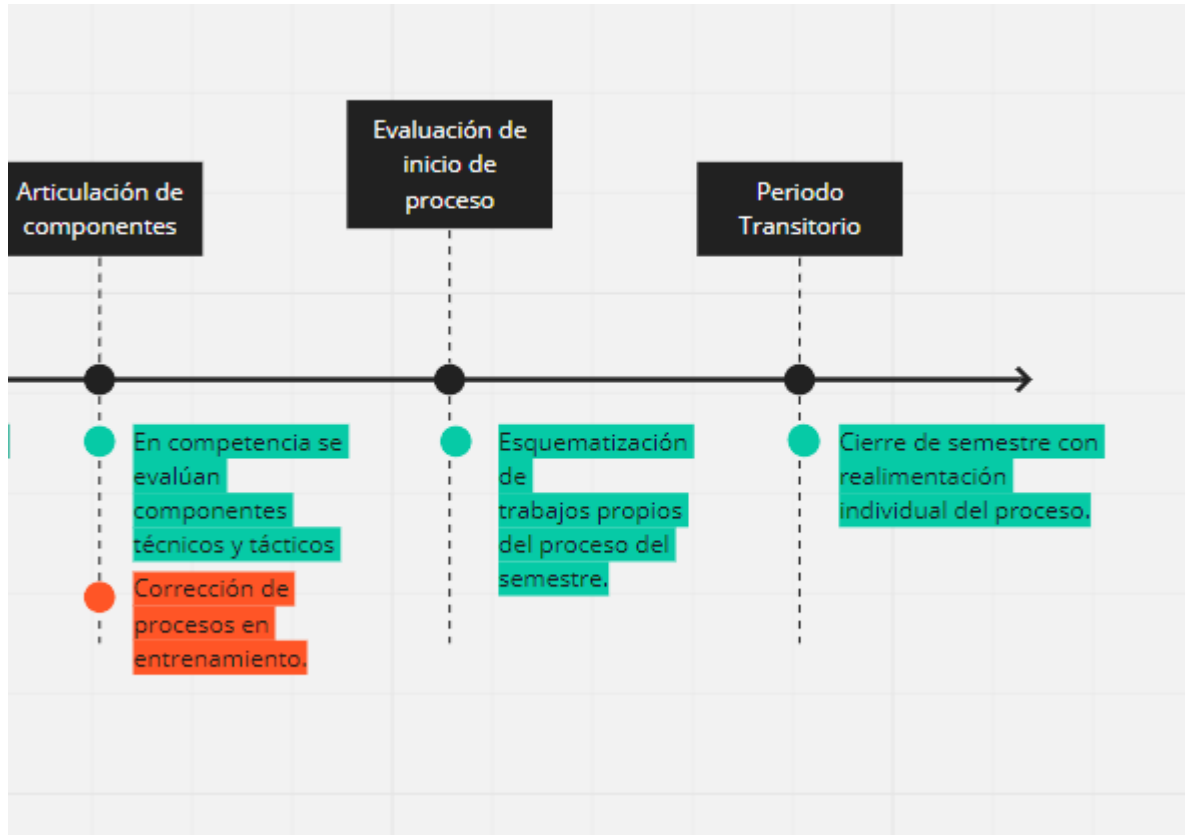 Articulación de
componentes
Evaluación de
inicio de
proceso
Periodo
Transitorio
En competencia se
evalúan
componentes
técnicos y tácticos
Corrección de
procesos en
entrenamiento.
Esquematización
de
trabajos propios
del proceso del
semestre.
Cierre de semestre con
realimentación
individual del proceso.